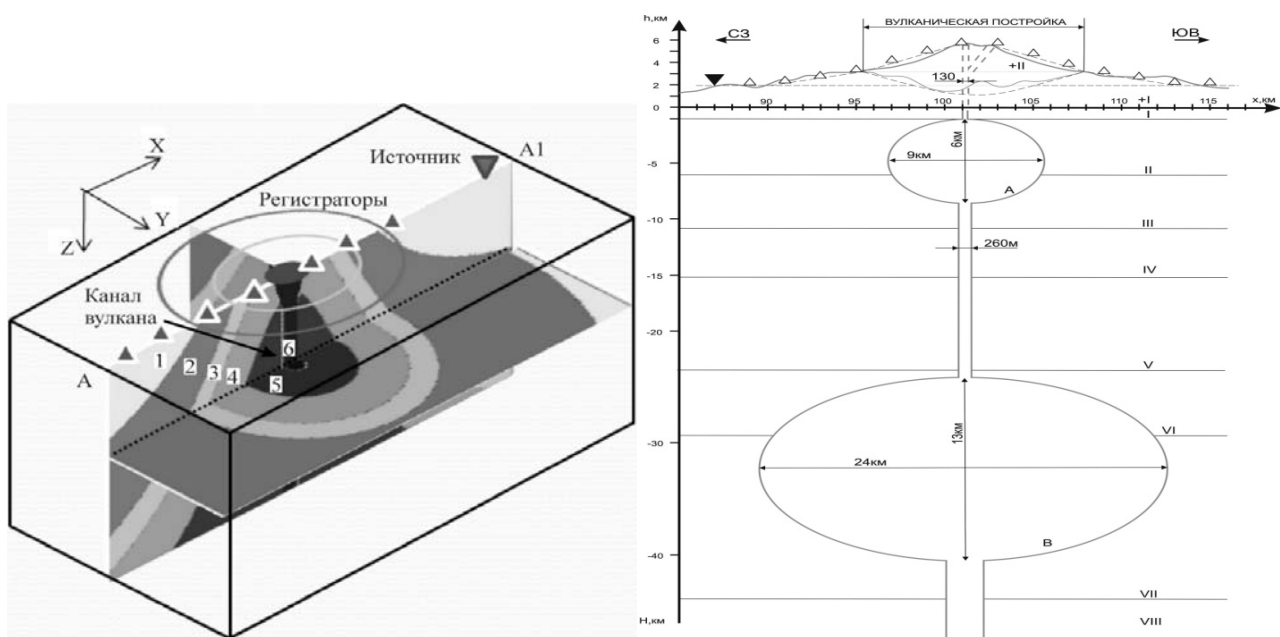 X
Y
Z
A1
Источник
Регистраторы
Канал
вулкана
A
1
2
3
4
5
6
h,км
6
4
2
0
СЗ
ВУЛКАНИЧЕСКАЯ ПОСТРОЙКА
ЮВ
+II
130
90
95
100
105
110
+I
115
х,км
I
6км
9км
A
-5
II
-10
III
260м
-15
IV
-20
V
13км
-30
VI
24км
B
-40
VII
VIII
Н,км